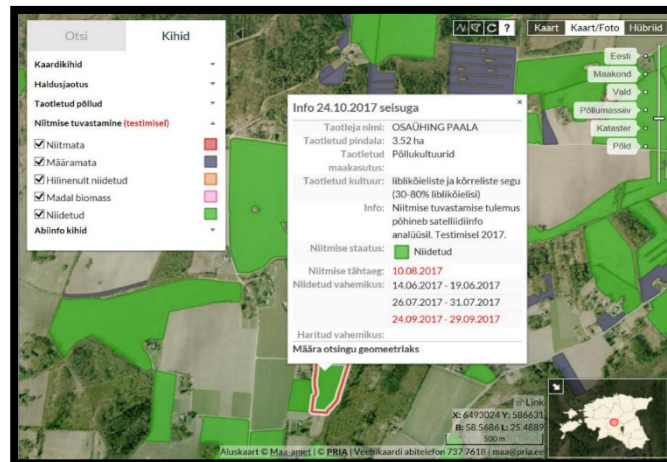 Otsi
Kihid
Kaardikihid
Haldusjaotus
Taotletud põllud
Niitmise tuvastamine (testimisel)
Niitmata
Määramata
Hilinenult niidetud
Madal biomass
Niidetud
Abiinfo kihid
Kaart Kaart/Foto Hübriid
Eesti
Maakond
Vald
Põllumassiiv
Kataster
Põld
Info 24.10.2017 seisuga
Taotleja nimi: OSAÜHING PAALA
Taotletud pindala: 3.52 ha
Taotletud Põllukultuurid
maakasutus:
Taotletud kultuur: liblikõieliste ja kõrreliste segu
(30-80% liblikõielisi)
Info: Niitmise tuvastamise tulemus
põhineb satelliidiinfo
analüüsil. Testimisel 2017.
Niitmise staatus: Niidetud
Niitmise tähtaeg: 10.08.2017
Niidetud vahemikus: 14.06.2017 - 19.06.2017
26.07.2017 - 31.07.2017
24.09.2017 - 29.09.2017
Haritud vahemikus:
Määra otsingu geomeetriaks
Link
X: 6493024 Y: 586631
B: 58.5686 L: 25.4889
500 m
Aluskaart © Maa-amet | © PRIA | Veebikaardi abitelefon 737 7618 - maa@pria.ee